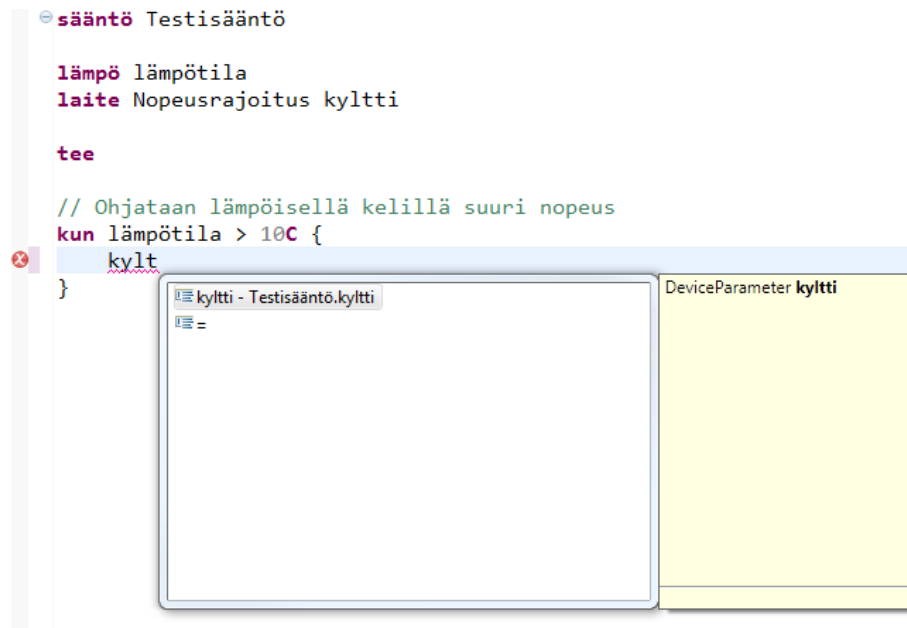 sääntö Testisääntö
lämpö lämpötila
laite Nopeusrajoitus kyltti
tee
// Ohjataan lämpöisellä kelillä suuri nopeus
kun lämpötila > 10C {
kylt
}
kyltti - Testisääntö.kyltti
=
DeviceParameter kyltti